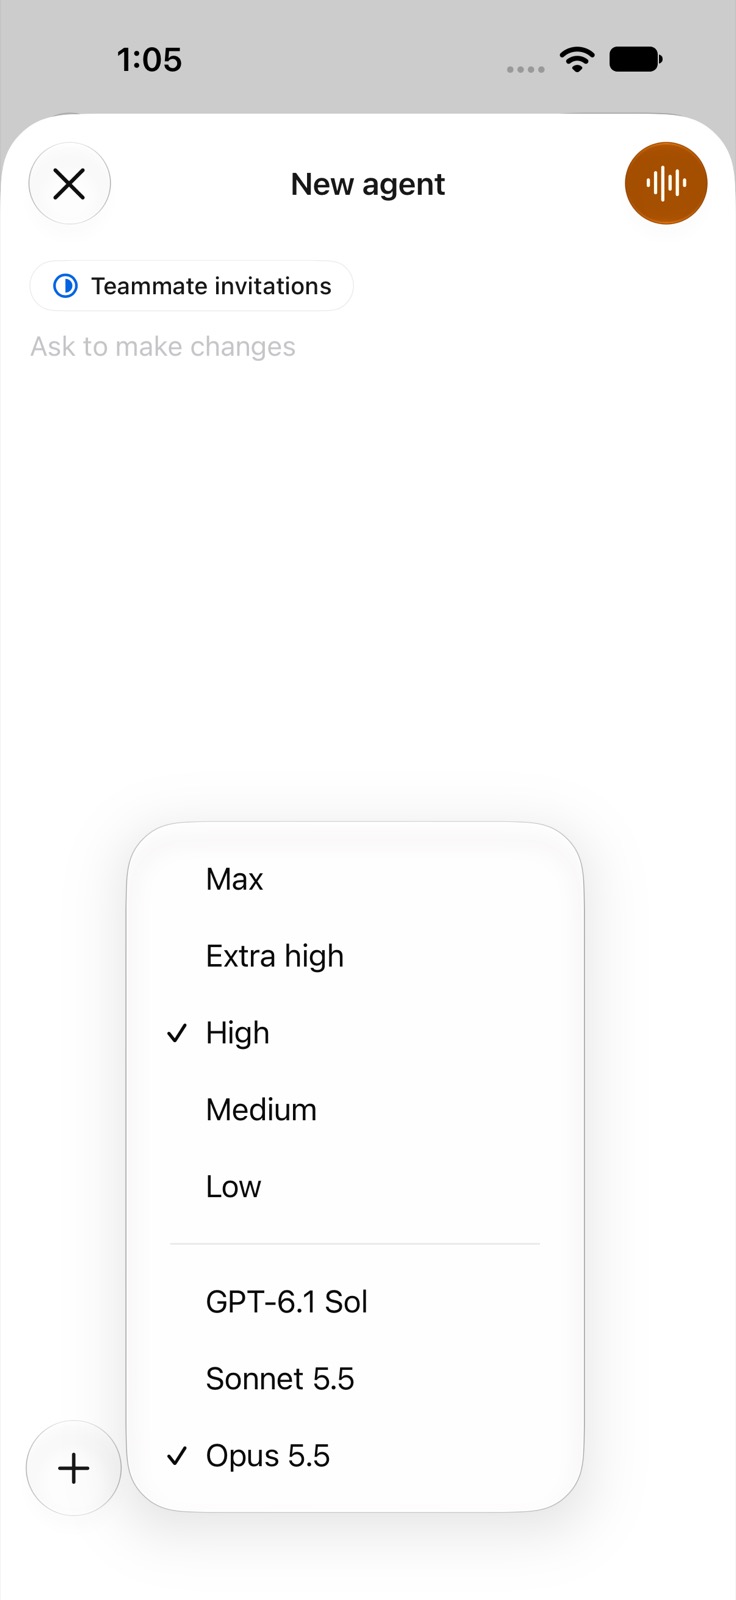 1:05
New agent
Teammate invitations
Ask to make changes
Max
Extra high
High
Medium
Low
GPT-6.1 Sol
Sonnet 5.5
Opus 5.5